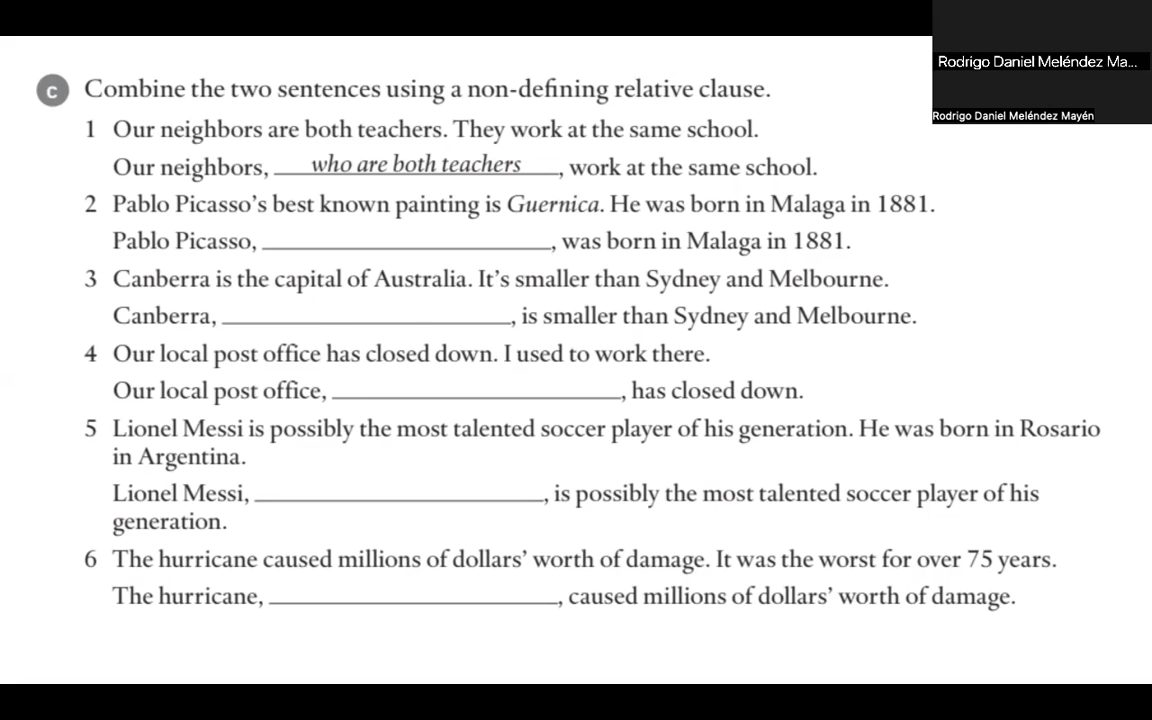 Rodrigo Daniel Meléndez Ma...
Rodrigo Daniel Meléndez Mayén
C Combine the two sentences using a non-defining relative clause.
1 Our neighbors are both teachers. They work at the same school.
Our neighbors, who are both teachers, work at the same school.
2 Pablo Picasso’s best known painting is Guernica. He was born in Malaga in 1881.
Pablo Picasso, ____________________, was born in Malaga in 1881.
3 Canberra is the capital of Australia. It’s smaller than Sydney and Melbourne.
Canberra, ____________________, is smaller than Sydney and Melbourne.
4 Our local post office has closed down. I used to work there.
Our local post office, ____________________, has closed down.
5 Lionel Messi is possibly the most talented soccer player of his generation. He was born in Rosario
in Argentina.
Lionel Messi, ____________________, is possibly the most talented soccer player of his
generation.
6 The hurricane caused millions of dollars’ worth of damage. It was the worst for over 75 years.
The hurricane, ____________________, caused millions of dollars’ worth of damage.